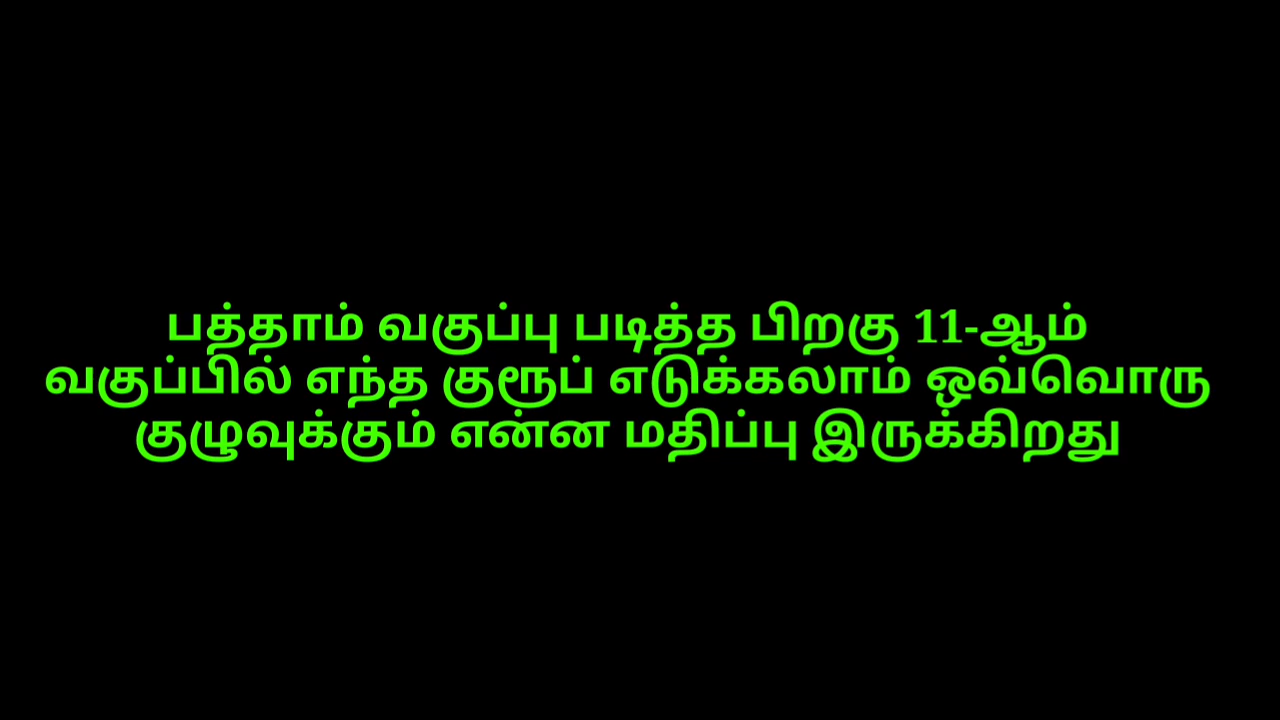 பத்தாம் வகுப்பு படித்த பிறகு 11-ஆம்
வகுப்பில் எந்த குரூப் எடுக்கலாம் ஒவ்வொரு
குழுவுக்கும் என்ன மதிப்பு இருக்கிறது